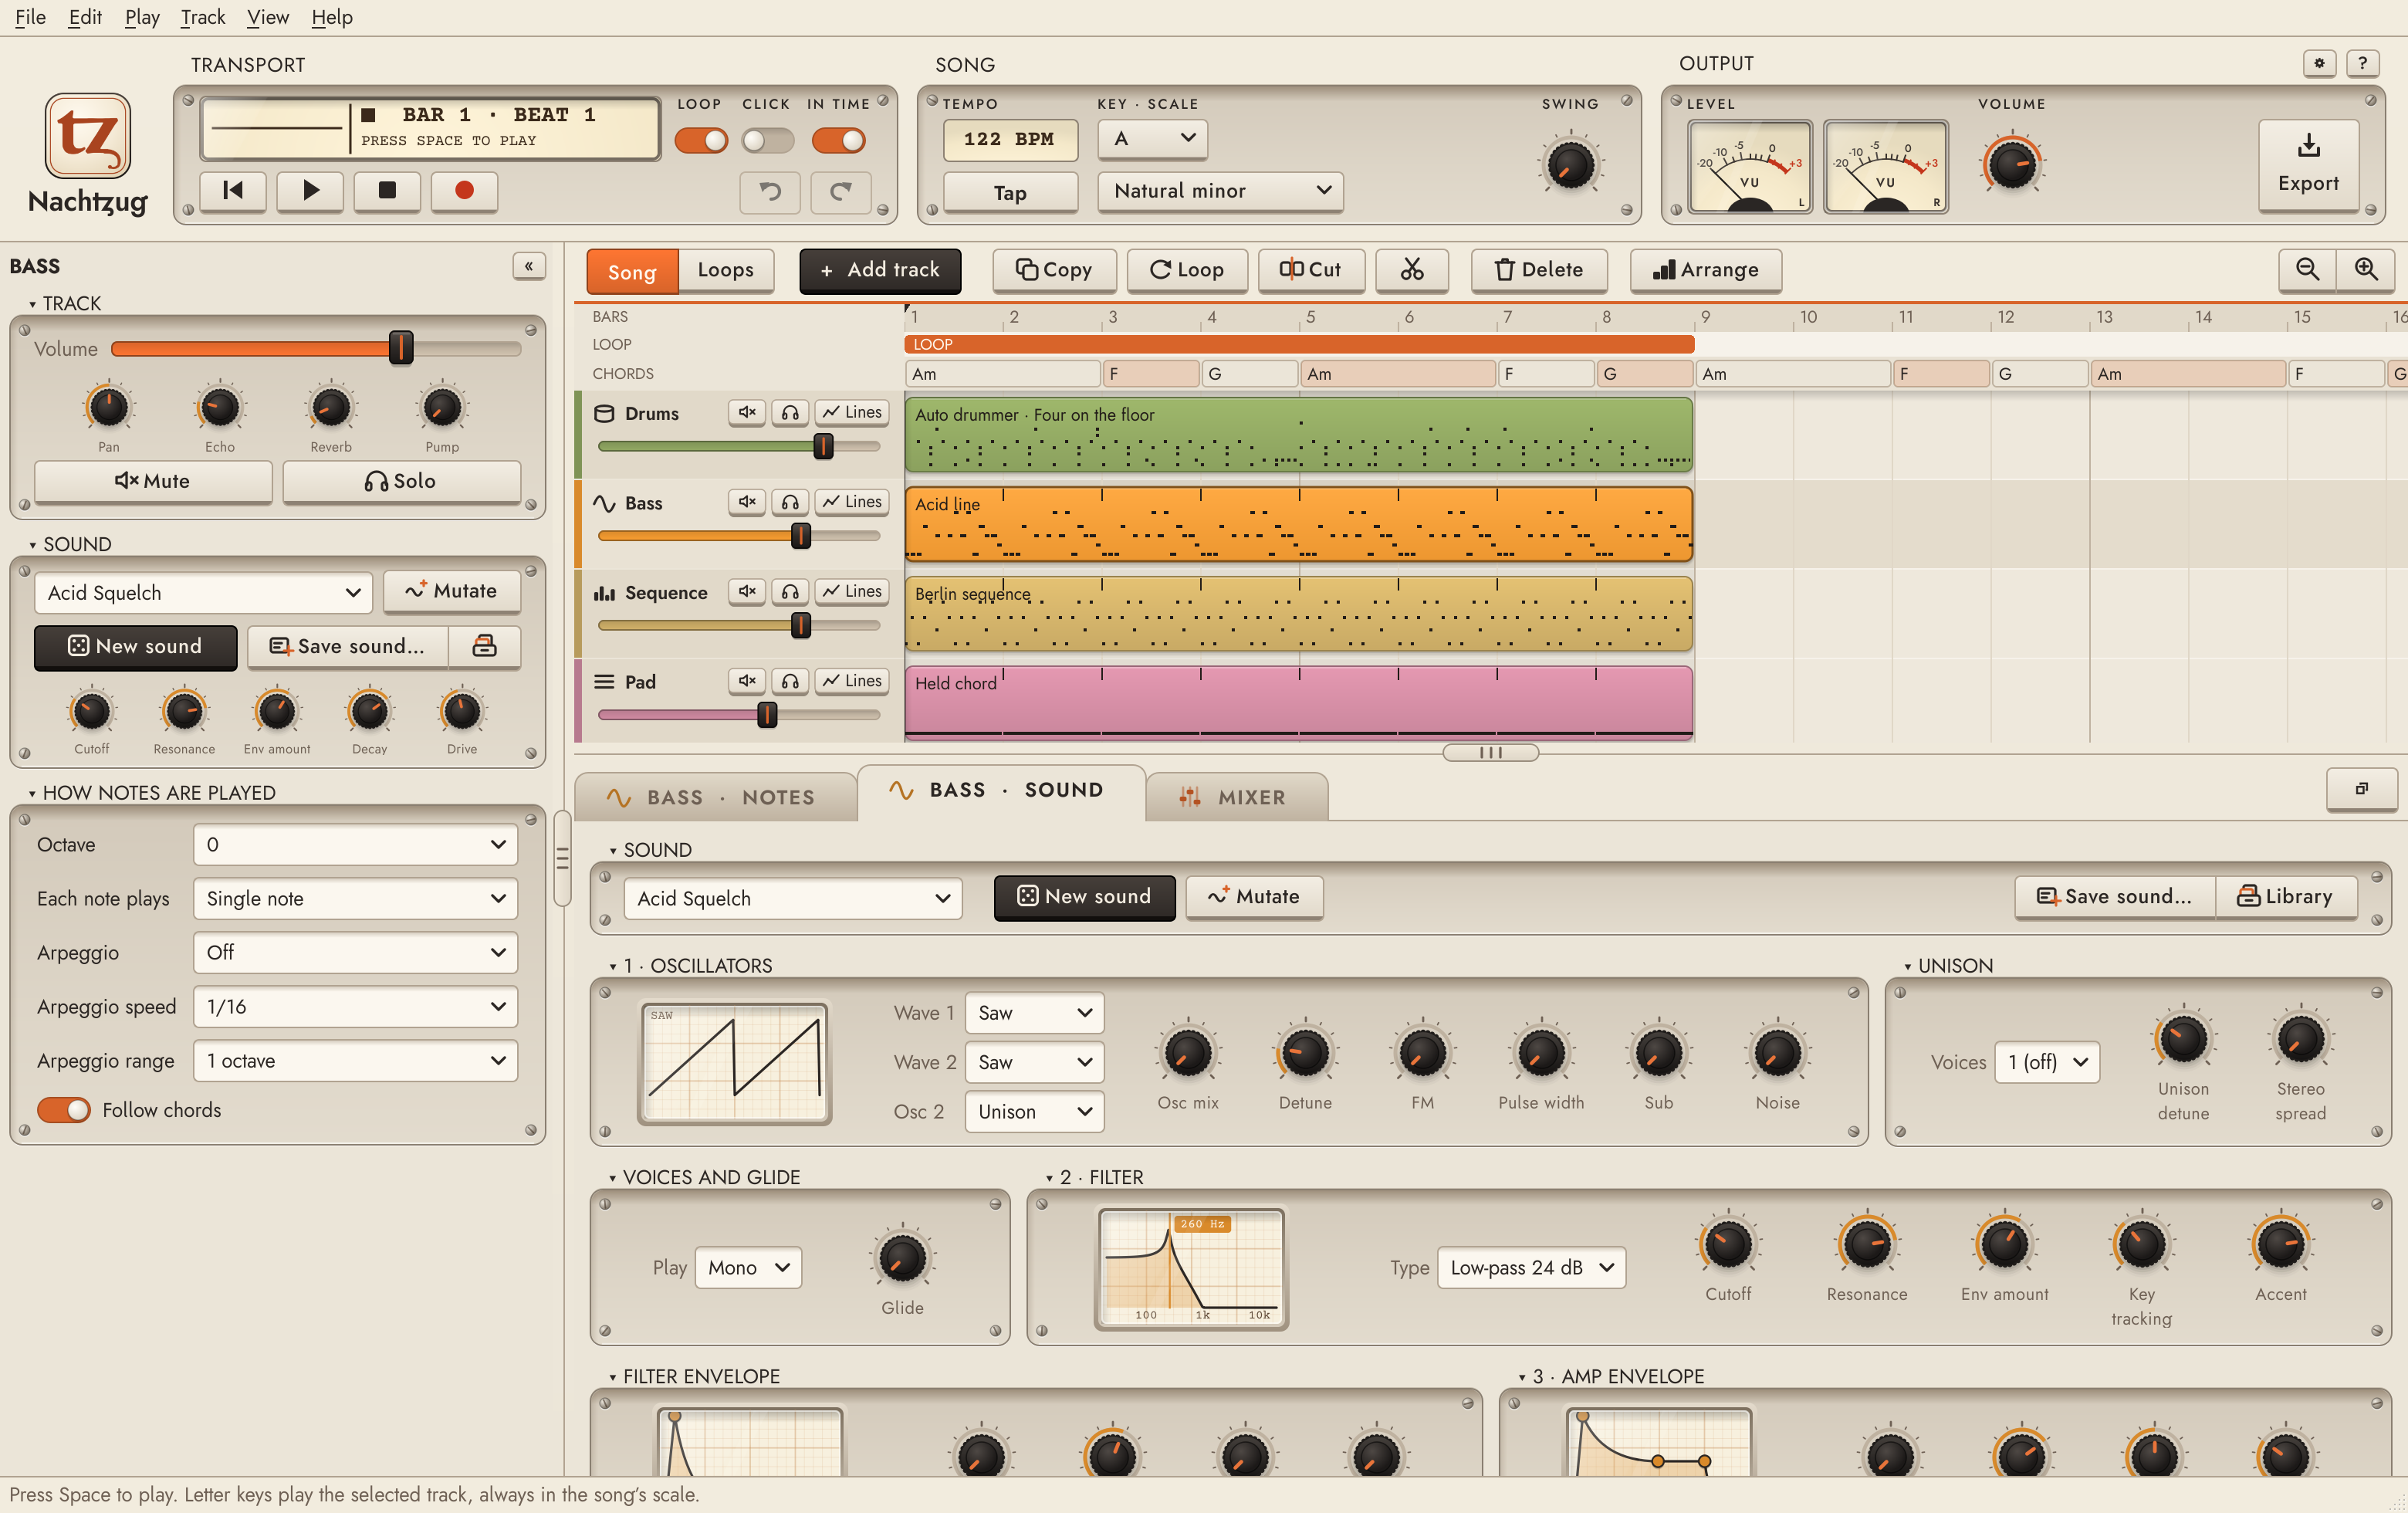 File Edit Play Track View Help
TRANSPORT
SONG
OUTPUT
?
tz
Nachtzug
BAR 1 · BEAT 1
PRESS SPACE TO PLAY
LOOP CLICK IN TIME
TEMPO
122 BPM
Tap
KEY · SCALE
A
Natural minor
SWING
LEVEL
-20 -10 -5 0 +3
VU
L
-20 -10 -5 0 +3
VU
R
VOLUME
Export
BASS
«
TRACK
Volume
Pan Echo Reverb Pump
Mute Solo
SOUND
Acid Squelch
Mutate
New sound Save sound...
Cutoff Resonance Env amount Decay Drive
HOW NOTES ARE PLAYED
Octave 0
Each note plays Single note
Arpeggio Off
Arpeggio speed 1/16
Arpeggio range 1 octave
Follow chords
Song Loops + Add track Copy Loop Cut Delete Arrange
BARS 1 2 3 4 5 6 7 8 9 10 11 12 13 14 15 16
LOOP LOOP
CHORDS Am F G Am F G Am F G Am F G
Drums Lines
Auto drummer · Four on the floor
Bass Lines
Acid line
Sequence Lines
Berlin sequence
Pad Lines
Held chord
BASS · NOTES BASS · SOUND MIXER
SOUND
Acid Squelch New sound Mutate Save sound... Library
1 · OSCILLATORS
SAW
Wave 1 Saw
Wave 2 Saw
Osc 2 Unison
Osc mix Detune FM Pulse width Sub Noise
UNISON
Voices 1 (off)
Unison detune
Stereo spread
VOICES AND GLIDE
Play Mono
Glide
2 · FILTER
260 Hz
100 1k 10k
Type Low-pass 24 dB
Cutoff Resonance Env amount Key tracking Accent
FILTER ENVELOPE
3 · AMP ENVELOPE
Press Space to play. Letter keys play the selected track, always in the song's scale.